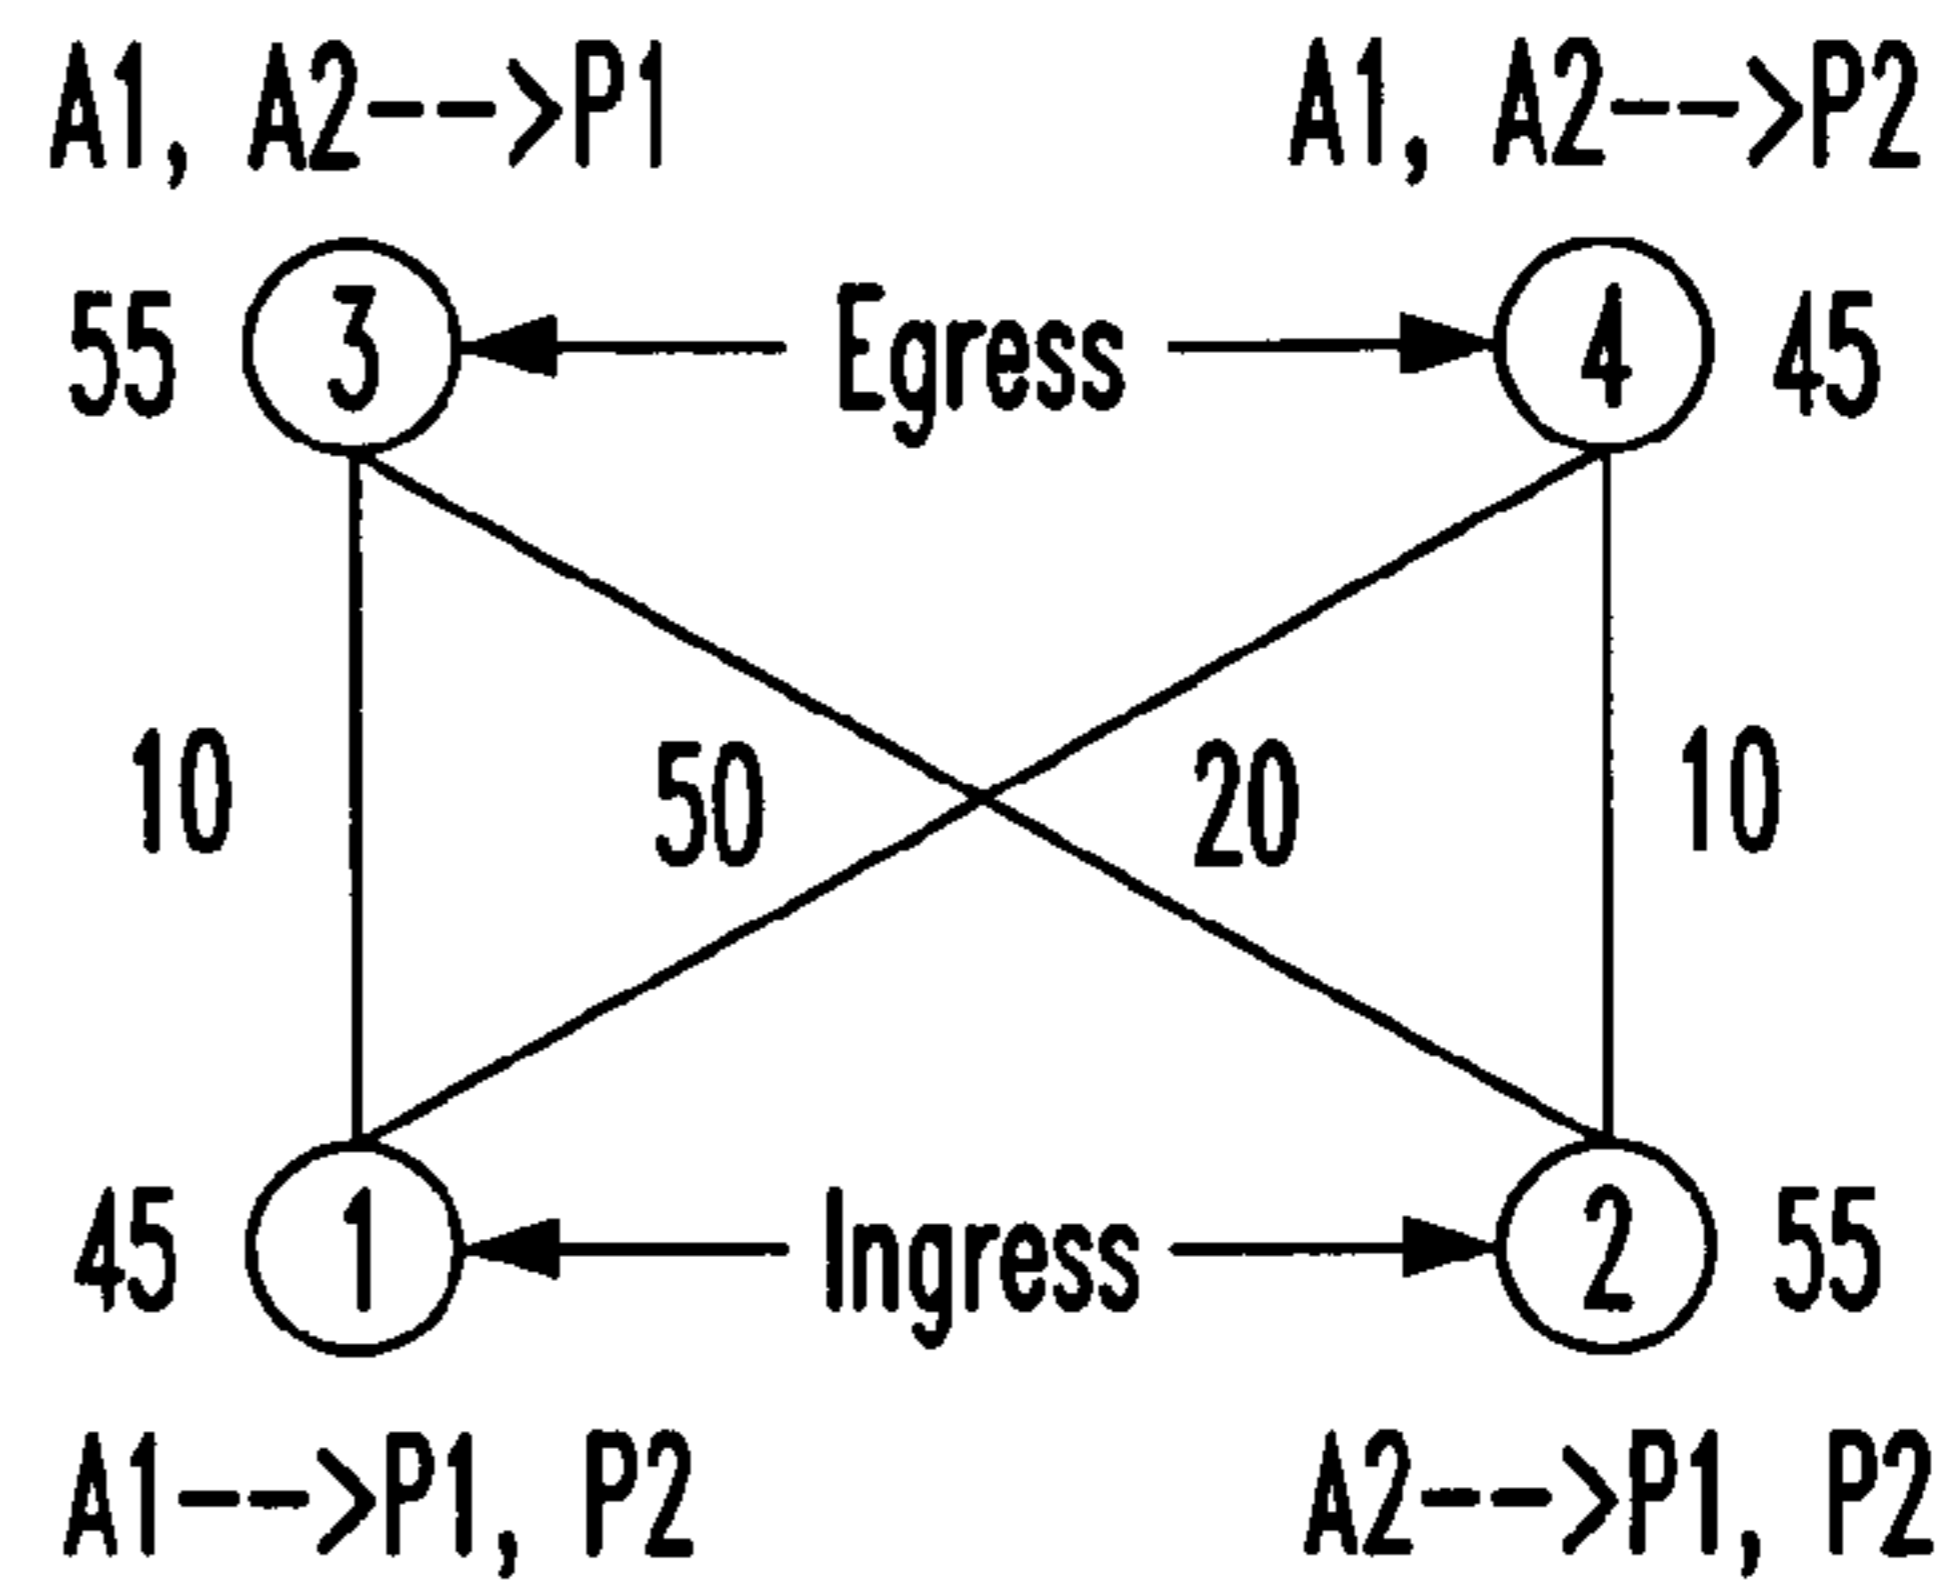 A1, A2-->P1 A1, A2-->P2
55 3 Egress 4 45
10 50 20 10
45 1 Ingress 2 55
A1-->P1, P2 A2-->P1, P2